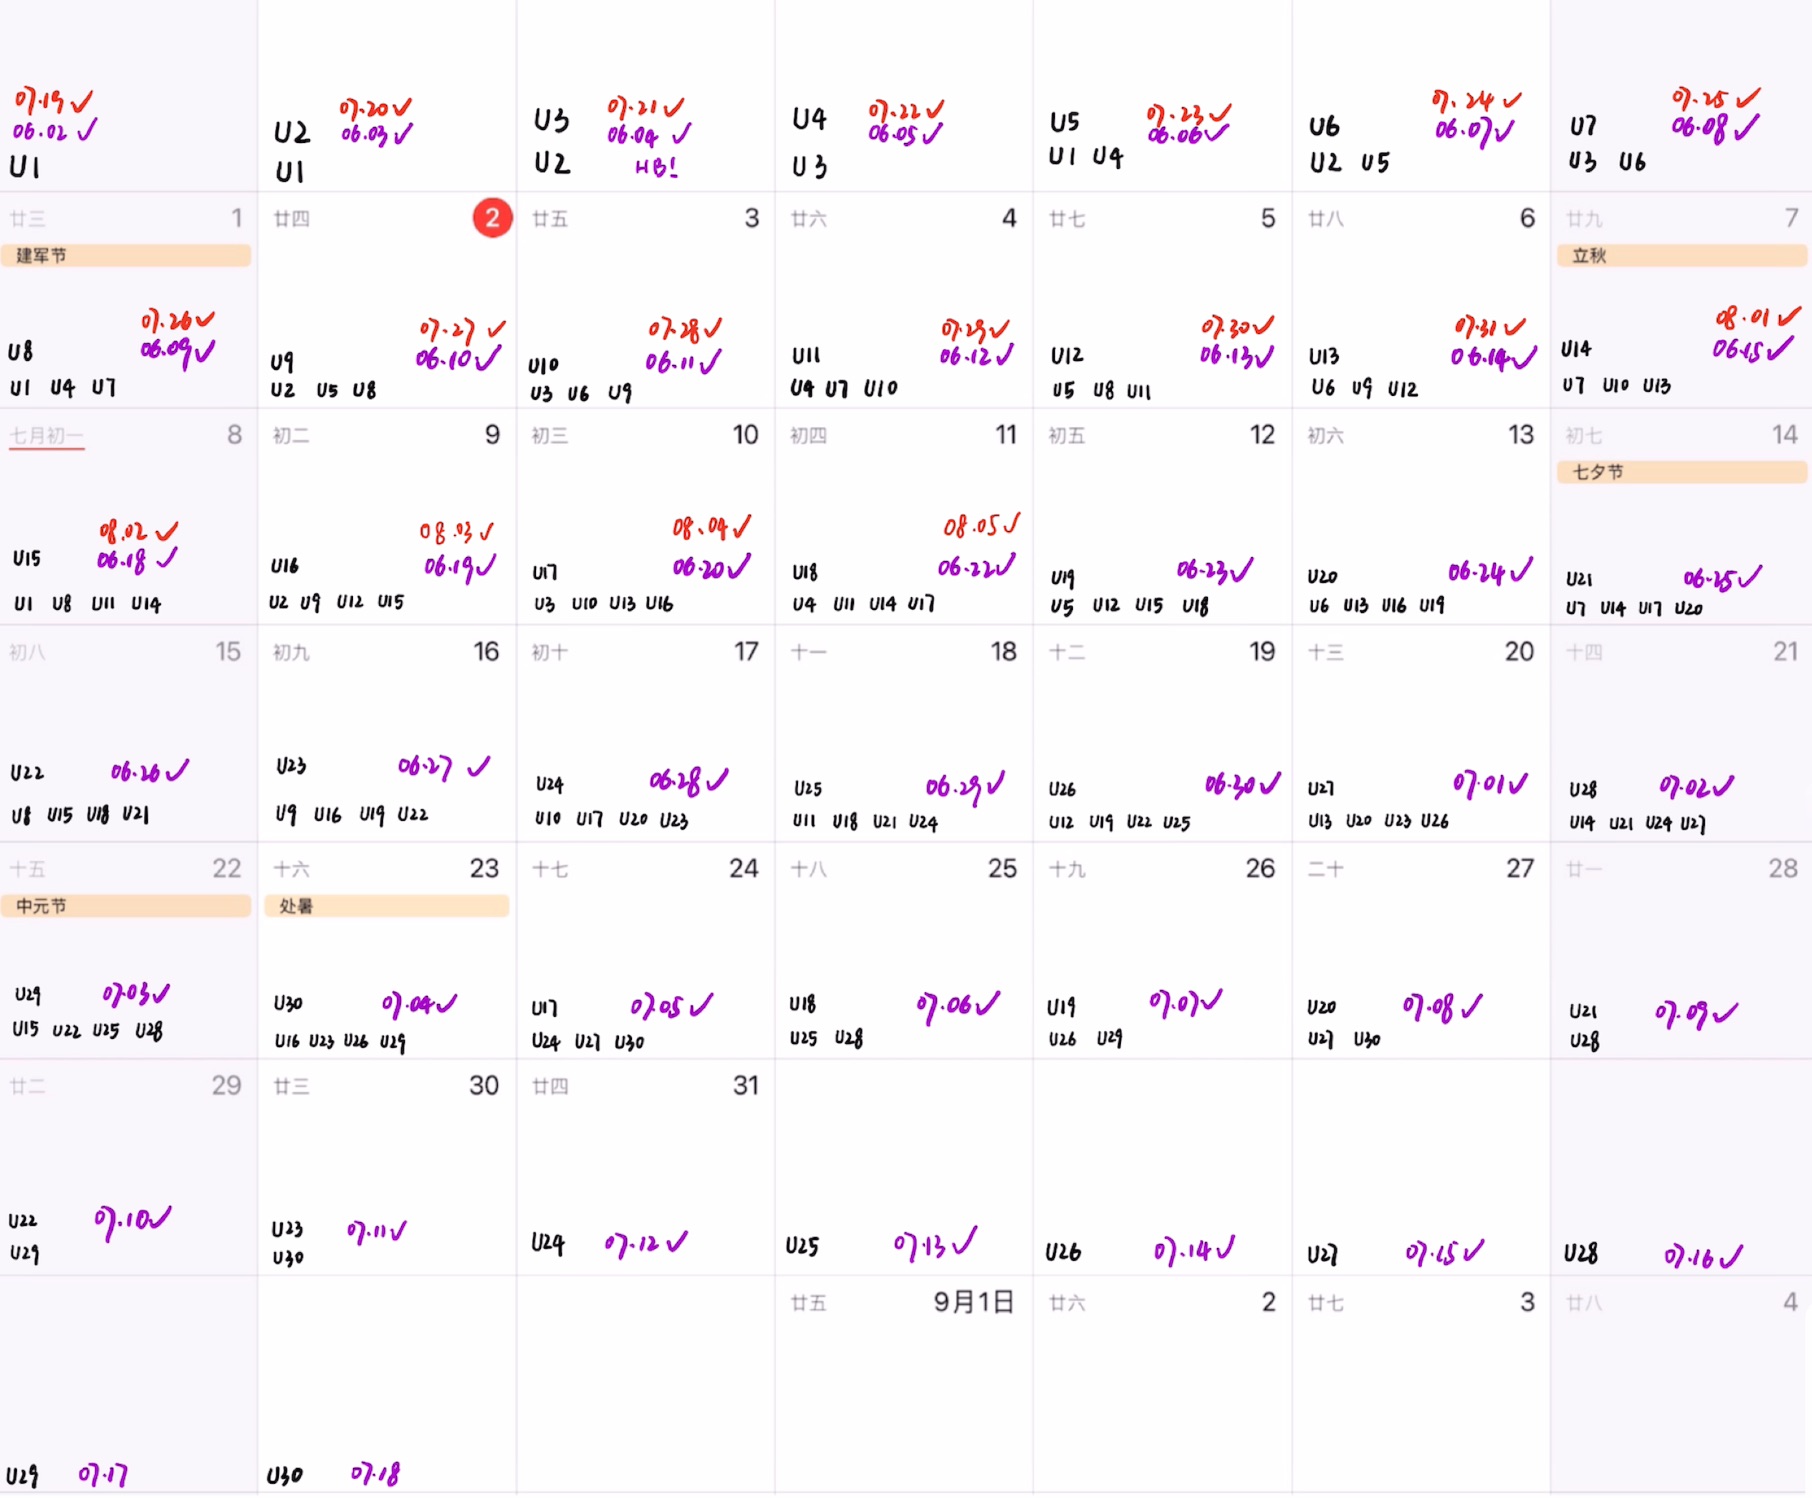 07.19 ✓
06.02 ✓
U1
07.20 ✓
U2 06.03 ✓
U1
07.21 ✓
U3 06.04 ✓
U2 HB!
07.22 ✓
U4 06.05 ✓
U3
07.23 ✓
U5 06.06 ✓
U1 U4
07.24 ✓
U6 06.07 ✓
U2 U5
07.25 ✓
U7 06.08 ✓
U3 U6
廿三 1
建军节
07.26 ✓
U8 06.09 ✓
U1 U4 U7
廿四 2
07.27 ✓
U9 06.10 ✓
U2 U5 U8
廿五 3
07.28 ✓
U10 06.11 ✓
U3 U6 U9
廿六 4
07.29 ✓
U11 06.12 ✓
U4 U7 U10
廿七 5
07.30 ✓
U12 06.13 ✓
U5 U8 U11
廿八 6
07.31 ✓
U13 06.14 ✓
U6 U9 U12
廿九 7
立秋
08.01 ✓
U14 06.15 ✓
U7 U10 U13
七月初一 8
08.02 ✓
U15 06.18 ✓
U1 U8 U11 U14
初二 9
08.03 ✓
U16 06.19 ✓
U2 U9 U12 U15
初三 10
08.04 ✓
U17 06.20 ✓
U3 U10 U13 U16
初四 11
08.05 ✓
U18 06.22 ✓
U4 U11 U14 U17
初五 12
U19 06.23 ✓
U5 U12 U15 U18
初六 13
U20 06.24 ✓
U6 U13 U16 U19
初七 14
七夕节
U21 06.25 ✓
U7 U14 U17 U20
初八 15
U22 06.26 ✓
U8 U15 U18 U21
初九 16
U23 06.27 ✓
U9 U16 U19 U22
初十 17
U24 06.28 ✓
U10 U17 U20 U23
十一 18
U25 06.29 ✓
U11 U18 U21 U24
十二 19
U26 06.30 ✓
U12 U19 U22 U25
十三 20
U27 07.01 ✓
U13 U20 U23 U26
十四 21
U28 07.02 ✓
U14 U21 U24 U27
十五 22
中元节
U29 07.03 ✓
U15 U22 U25 U28
十六 23
处暑
U30 07.04 ✓
U16 U23 U26 U29
十七 24
U17 07.05 ✓
U24 U27 U30
十八 25
U18 07.06 ✓
U25 U28
十九 26
U19 07.07 ✓
U26 U29
二十 27
U20 07.08 ✓
U27 U30
廿一 28
U21 07.09 ✓
U28
廿二 29
U22 07.10 ✓
U29
廿三 30
U23 07.11 ✓
U30
廿四 31
U24 07.12 ✓
U25 07.13 ✓
U26 07.14 ✓
U27 07.15 ✓
U28 07.16 ✓
U29 07.17
U30 07.18
廿五 9月1日
廿六 2
廿七 3
廿八 4